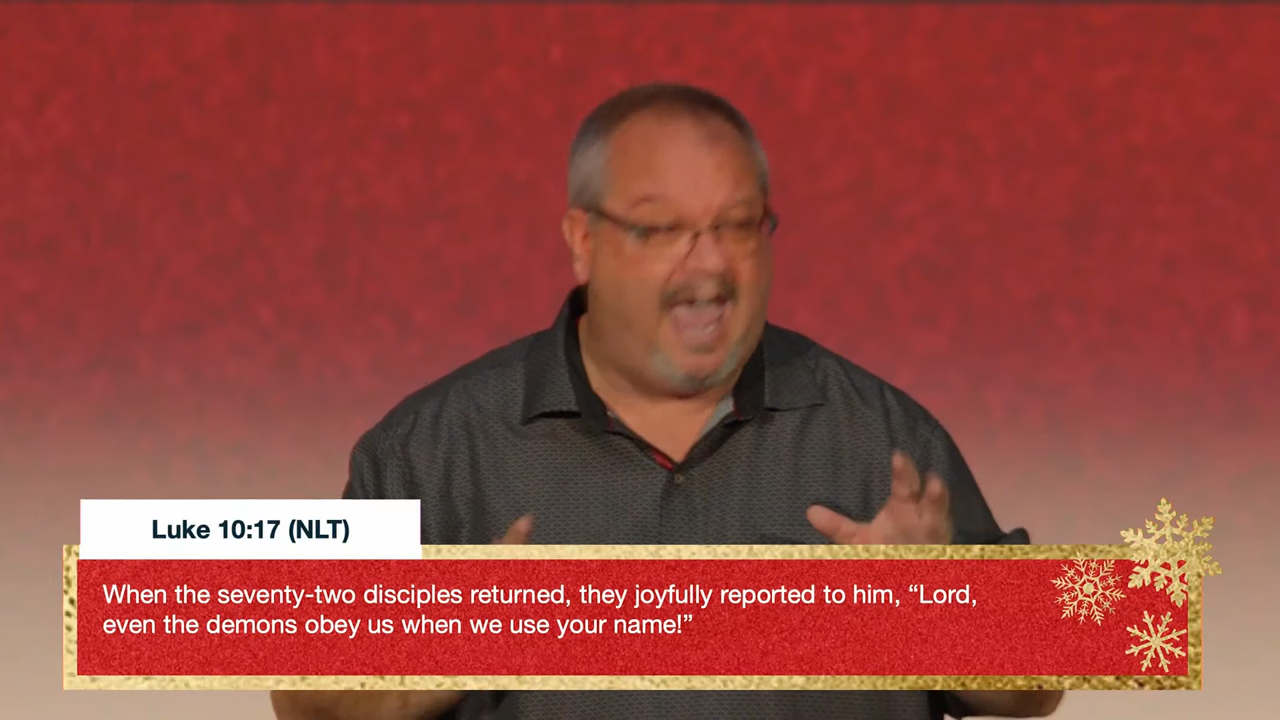 Luke 10:17 (NLT)
When the seventy-two disciples returned, they joyfully reported to him, “Lord,
even the demons obey us when we use your name!”